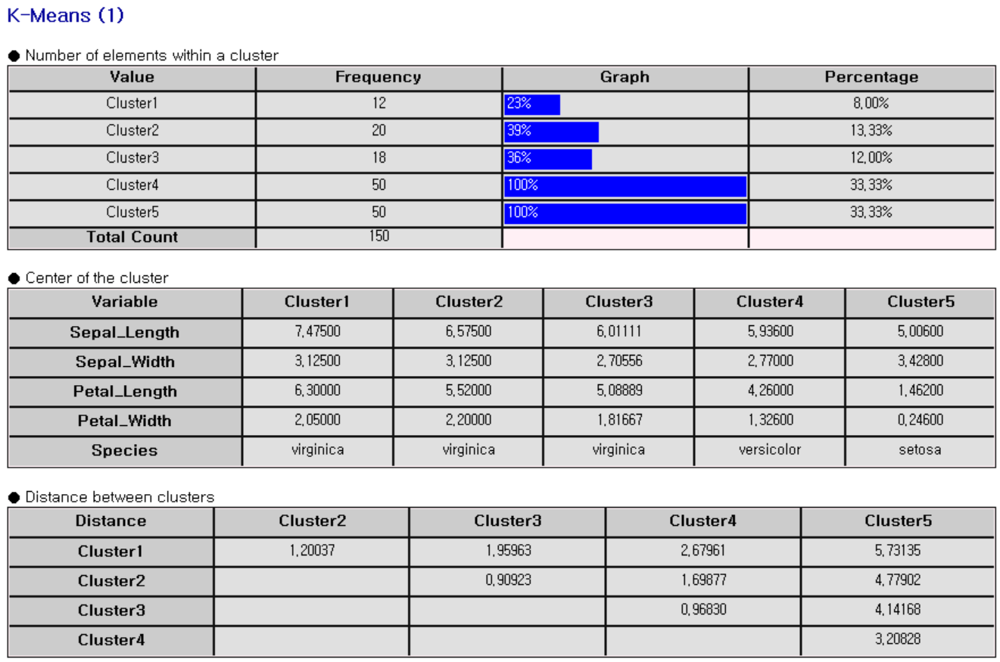 K-Means (1)
● Number of elements within a cluster
Value Frequency Graph Percentage
Cluster1 12 23% 8,00%
Cluster2 20 39% 13,33%
Cluster3 18 36% 12,00%
Cluster4 50 100% 33,33%
Cluster5 50 100% 33,33%
Total Count 150
● Center of the cluster
Variable Cluster1 Cluster2 Cluster3 Cluster4 Cluster5
Sepal_Length 7,47500 6,57500 6,01111 5,93600 5,00600
Sepal_Width 3,12500 3,12500 2,70556 2,77000 3,42800
Petal_Length 6,30000 5,52000 5,08889 4,26000 1,46200
Petal_Width 2,05000 2,20000 1,81667 1,32600 0,24600
Species virginica virginica virginica versicolor setosa
● Distance between clusters
Distance Cluster2 Cluster3 Cluster4 Cluster5
Cluster1 1,20037 1,95963 2,67961 5,73135
Cluster2 0,90923 1,69877 4,77902
Cluster3 0,96830 4,14168
Cluster4 3,20828